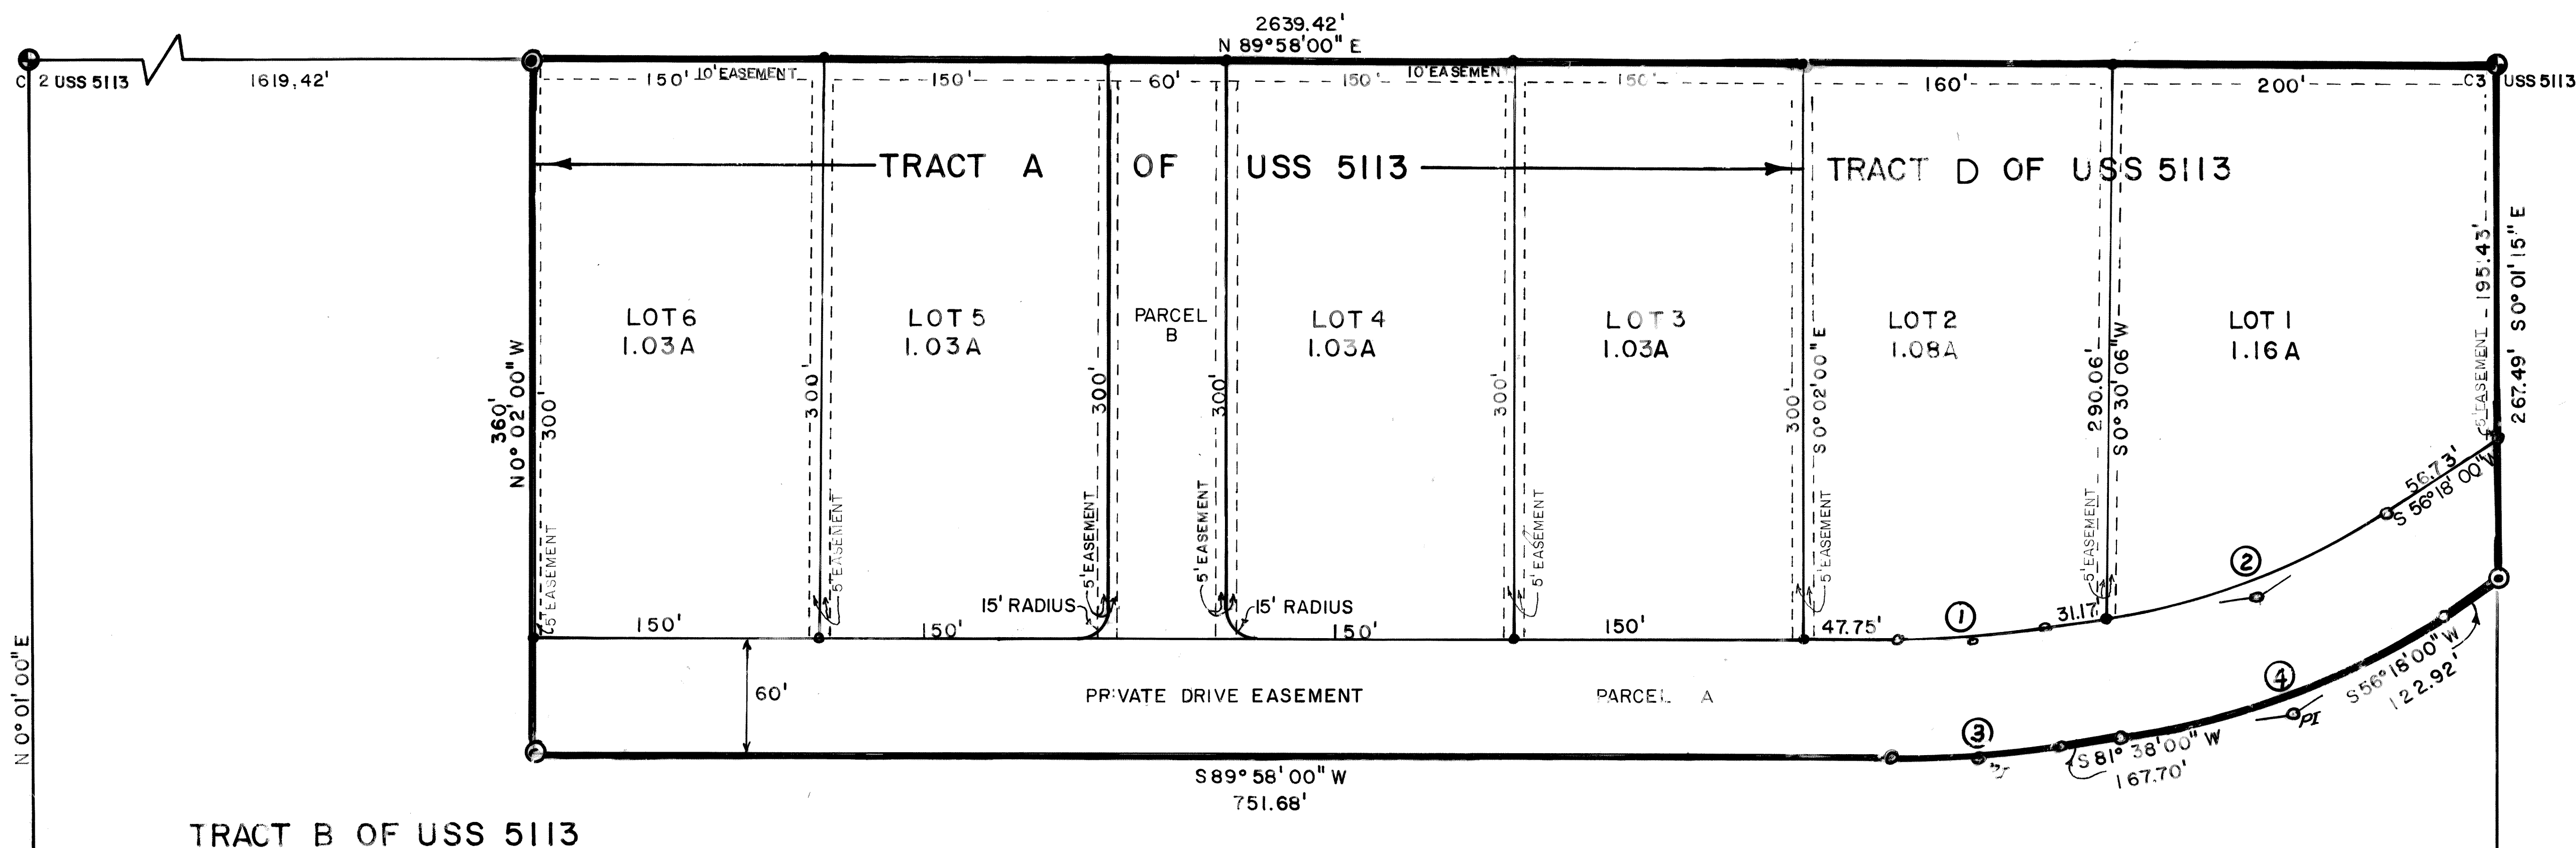 2639.42'
N 89°58'00" E
C 2 USS 5113
1619.42'
150'
10'EASEMENT
150'
60'
150'
10'EASEMENT
150'
160'
200'
C3 USS 5113
TRACT A OF USS 5113
TRACT D OF USS 5113
LOT 6
1.03A
LOT 5
1.03A
PARCEL
B
LOT 4
1.03A
LOT 3
1.03A
LOT 2
1.08A
LOT 1
1.16A
360'
N 0° 02' 00" W
300'
300'
300'
300'
300'
300'
S 0° 02' 00" E
290.06'
S 0° 30' 06" W
5'EASEMENT
195.43'
267.49' S 0° 01' 15" E
56.73'
S 56° 18' 00" W
5'EASEMENT
5'EASEMENT
5'EASEMENT
5'EASEMENT
5'EASEMENT
5'EASEMENT
5'EASEMENT
15' RADIUS
15' RADIUS
150'
150'
150'
150'
47.75'
1
31.17'
2
N 0° 01' 00" E
60'
PRIVATE DRIVE EASEMENT
PARCEL A
3
4
PI
S 56° 18' 00" W
122.92'
S 81° 38' 00" W
167.70'
S 89° 58' 00" W
751.68'
TRACT B OF USS 5113